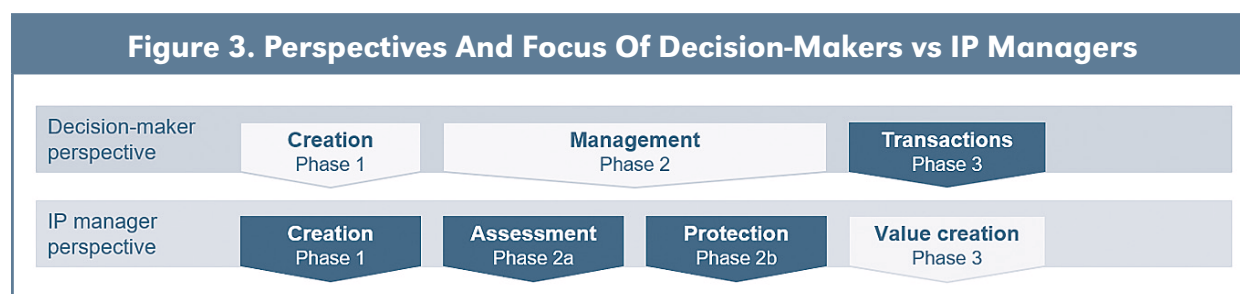 Figure 3. Perspectives And Focus Of Decision-Makers vs IP Managers
Decision-maker
perspective
Creation
Phase 1
Management
Phase 2
Transactions
Phase 3
IP manager
perspective
Creation
Phase 1
Assessment
Phase 2a
Protection
Phase 2b
Value creation
Phase 3